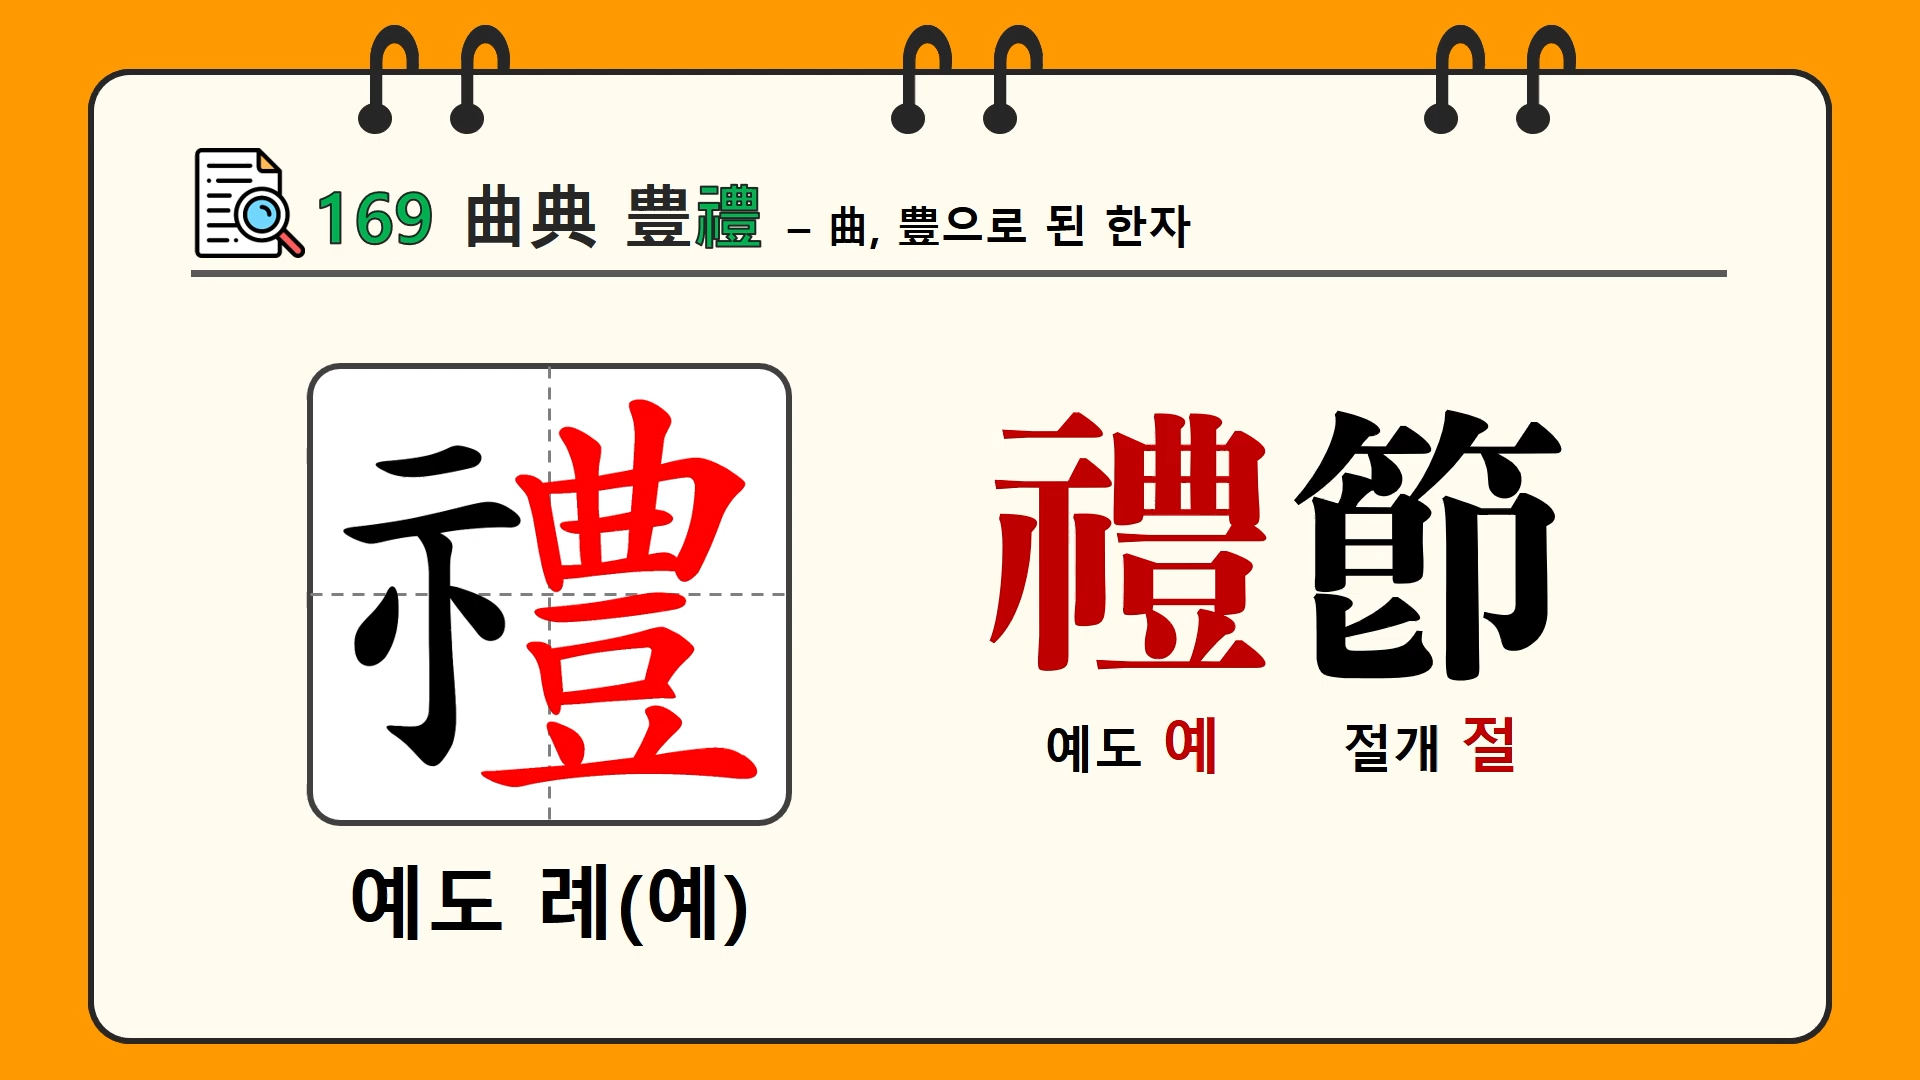 169 曲典 豊禮 – 曲, 豊으로 된 한자
禮
예도 례(예)
禮節
예도 예 절개 절